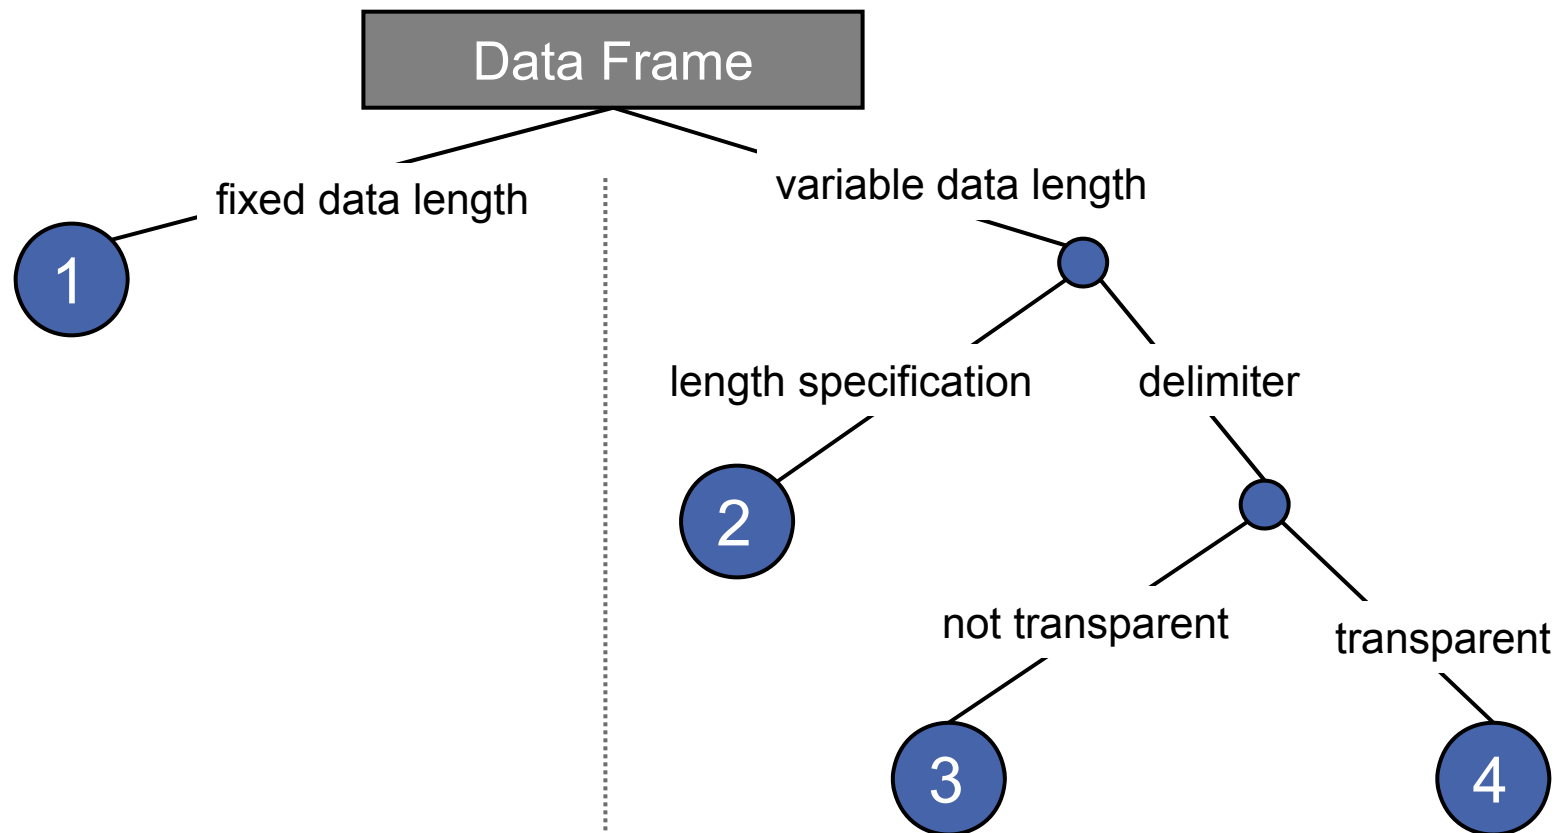 Data Frame
fixed data length
variable data length
1
length specification
delimiter
2
not transparent
transparent
3
4